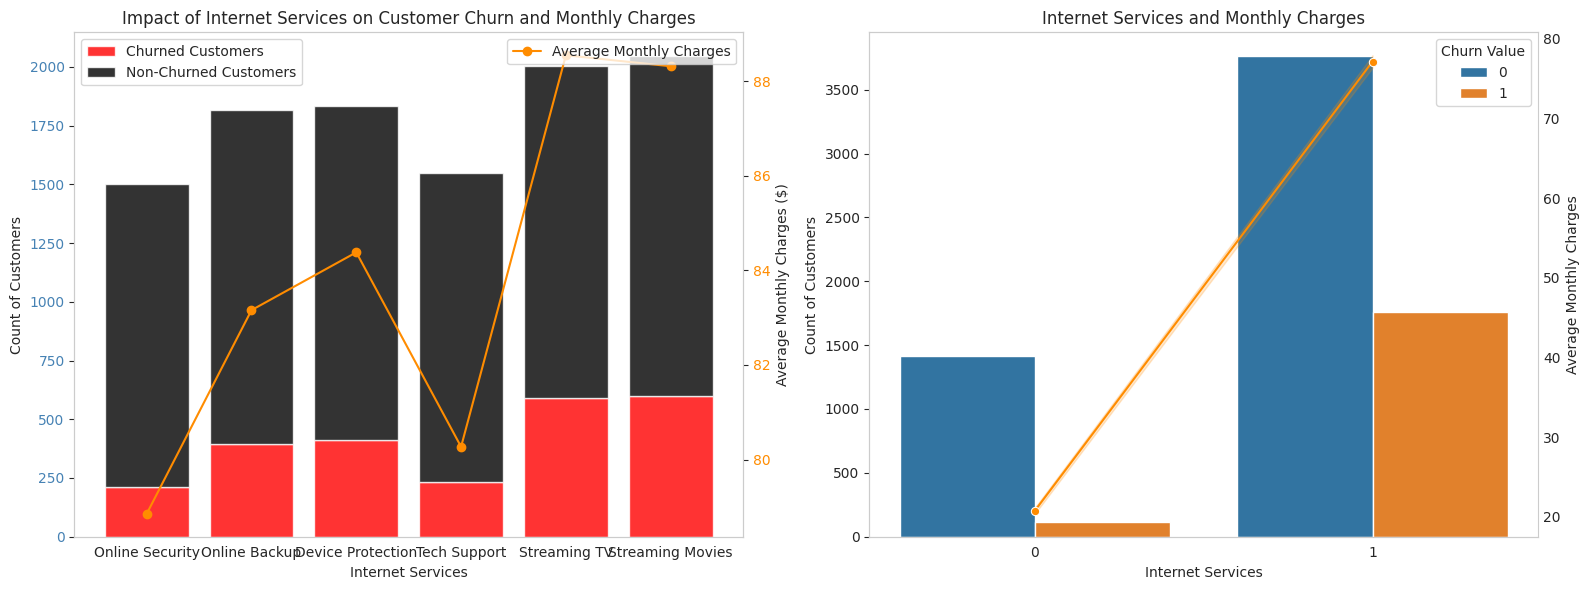 Impact of Internet Services on Customer Churn and Monthly Charges
Churned Customers
Non-Churned Customers
Average Monthly Charges
2000
1750
1500
1250
1000
750
500
250
0
Count of Customers
88
86
84
82
80
Average Monthly Charges ($)
Online Security
Online Backup
Device Protection
Tech Support
Streaming TV
Streaming Movies
Internet Services
Internet Services and Monthly Charges
Churn Value
0
1
3500
3000
2500
2000
1500
1000
500
0
Count of Customers
80
70
60
50
40
30
20
Average Monthly Charges
0
1
Internet Services